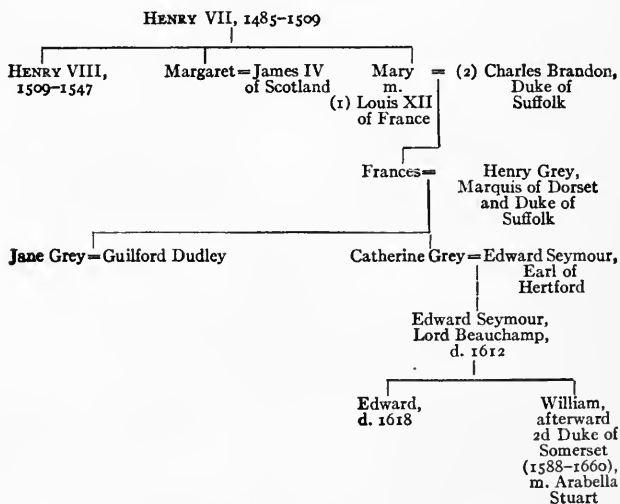 HENRY VII, 1485-1509
HENRY VIII,
1509-1547
Margaret = James IV
of Scotland
Mary =
m.
(1) Louis XII
of France
(2) Charles Brandon,
Duke of
Suffolk
Frances =
Henry Grey,
Marquis of Dorset
and Duke of
Suffolk
Jane Grey = Guilford Dudley
Catherine Grey = Edward Seymour,
Earl of
Hertford
Edward Seymour,
Lord Beauchamp,
d. 1612
Edward,
d. 1618
William,
afterward
2d Duke of
Somerset
(1588-1660),
m. Arabella
Stuart